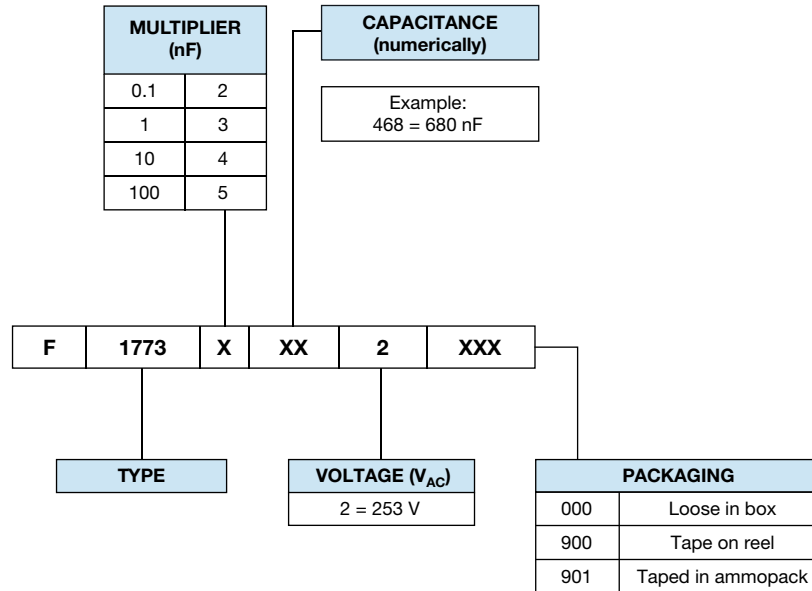 MULTIPLIER
(nF)
0.1 2
1 3
10 4
100 5
CAPACITANCE
(numerically)
Example:
468 = 680 nF
F 1773 X XX 2 XXX
TYPE
VOLTAGE (VAC)
2 = 253 V
PACKAGING
000 Loose in box
900 Tape on reel
901 Taped in ammopack